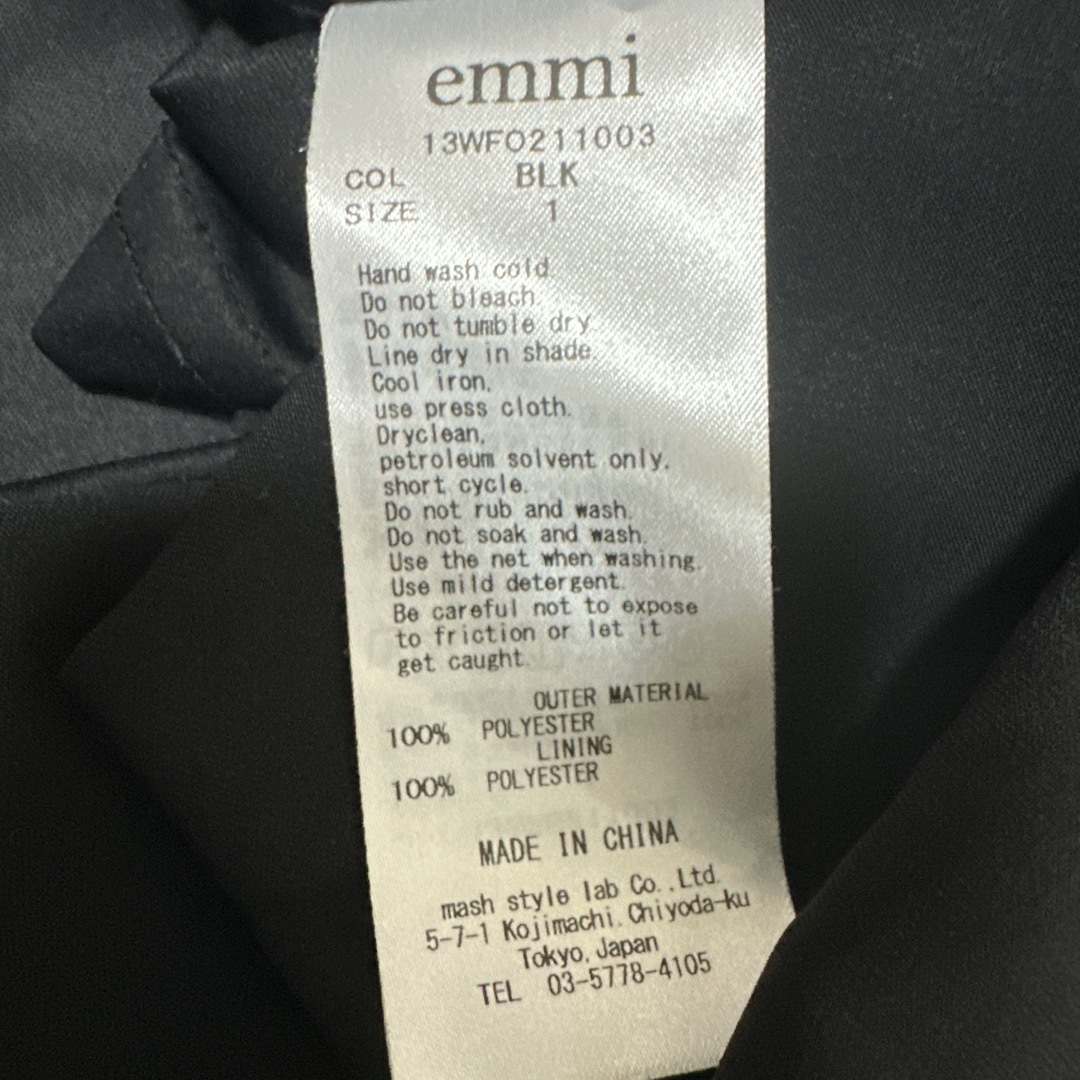 emmi
13WFO211003
COL BLK
SIZE 1
Hand wash cold.
Do not bleach.
Do not tumble dry.
Line dry in shade.
Cool iron,
use press cloth.
Dryclean,
petroleum solvent only,
short cycle.
Do not rub and wash.
Do not soak and wash.
Use the net when washing.
Use mild detergent.
Be careful not to expose
to friction or let it
get caught.
OUTER MATERIAL
100% POLYESTER
LINING
100% POLYESTER
MADE IN CHINA
mash style lab Co.,Ltd.
5-7-1 Kojimachi, Chiyoda-ku
Tokyo, Japan
TEL 03-5778-4105